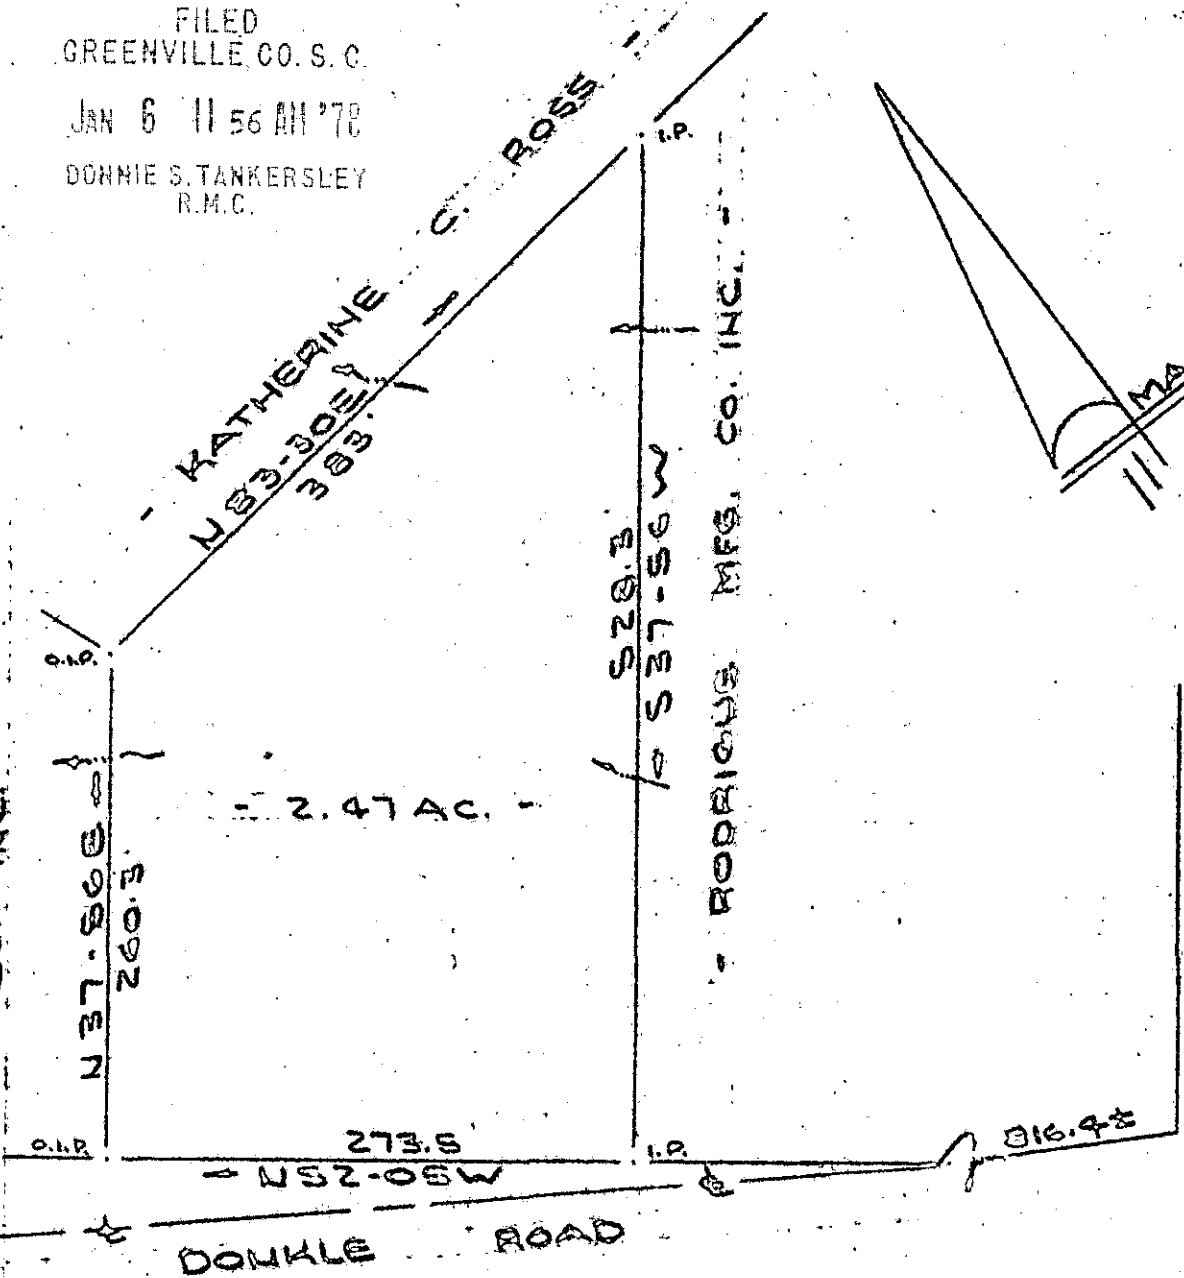 FILED
GREENVILLE CO. S. C.
JAN 6 11 56 AM '78
DONNIE S. TANKERSLEY
R.M.C.
- KATHERINE C. ROSS -
N 83-30 E
383.
I.P.
- RODRIGUE MFG. CO. INC. -
528.3
S 37-56 W
O.I.P.
- 2.47 AC. -
N 37-56 E
260.3
O.I.P.
273.5
I.P.
N 52-05 W
816.4±
DONKLE ROAD